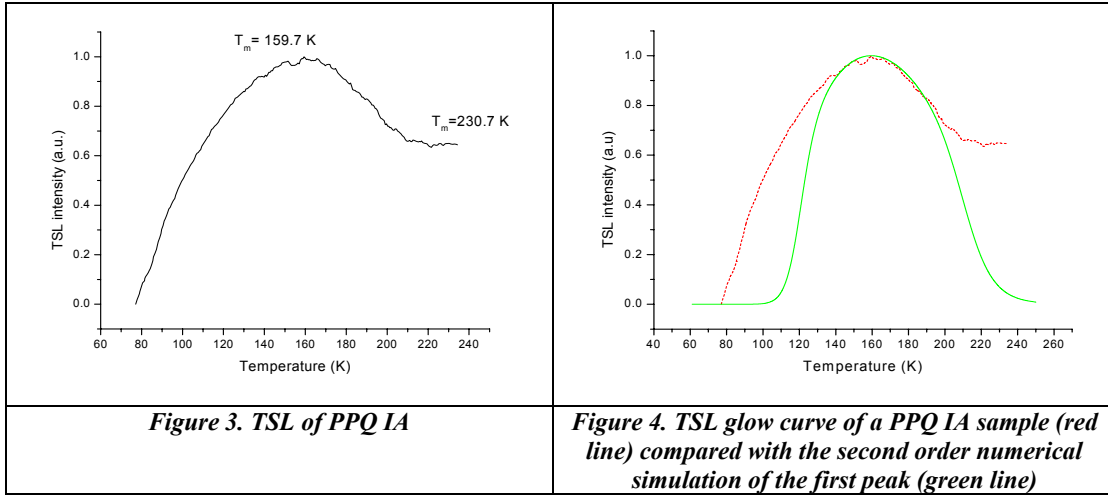 T_m= 159.7 K
1.0
T_m=230.7 K
0.8
0.6
0.4
0.2
0.0
TSL intensity (a.u.)
60 80 100 120 140 160 180 200 220 240
Temperature (K)
Figure 3. TSL of PPQ IA
1.0
0.8
0.6
0.4
0.2
0.0
TSL intensity (a.u)
40 60 80 100 120 140 160 180 200 220 240 260
Temperature (K)
Figure 4. TSL glow curve of a PPQ IA sample (red
line) compared with the second order numerical
simulation of the first peak (green line)